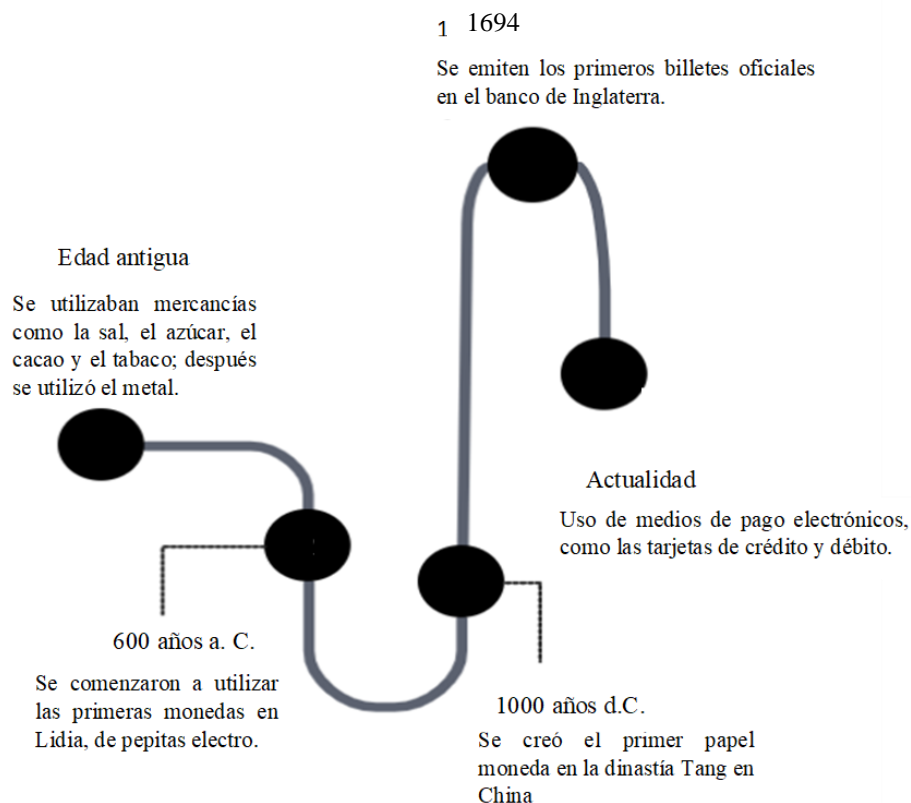 1 1694
Se emiten los primeros billetes oficiales
en el banco de Inglaterra.
Edad antigua
Se utilizaban mercancías
como la sal, el azúcar, el
cacao y el tabaco; después
se utilizó el metal.
Actualidad
Uso de medios de pago electrónicos,
como las tarjetas de crédito y débito.
600 años a. C.
Se comenzaron a utilizar
las primeras monedas en
Lidia, de pepitas electro.
1000 años d.C.
Se creó el primer papel
moneda en la dinastía Tang en
China